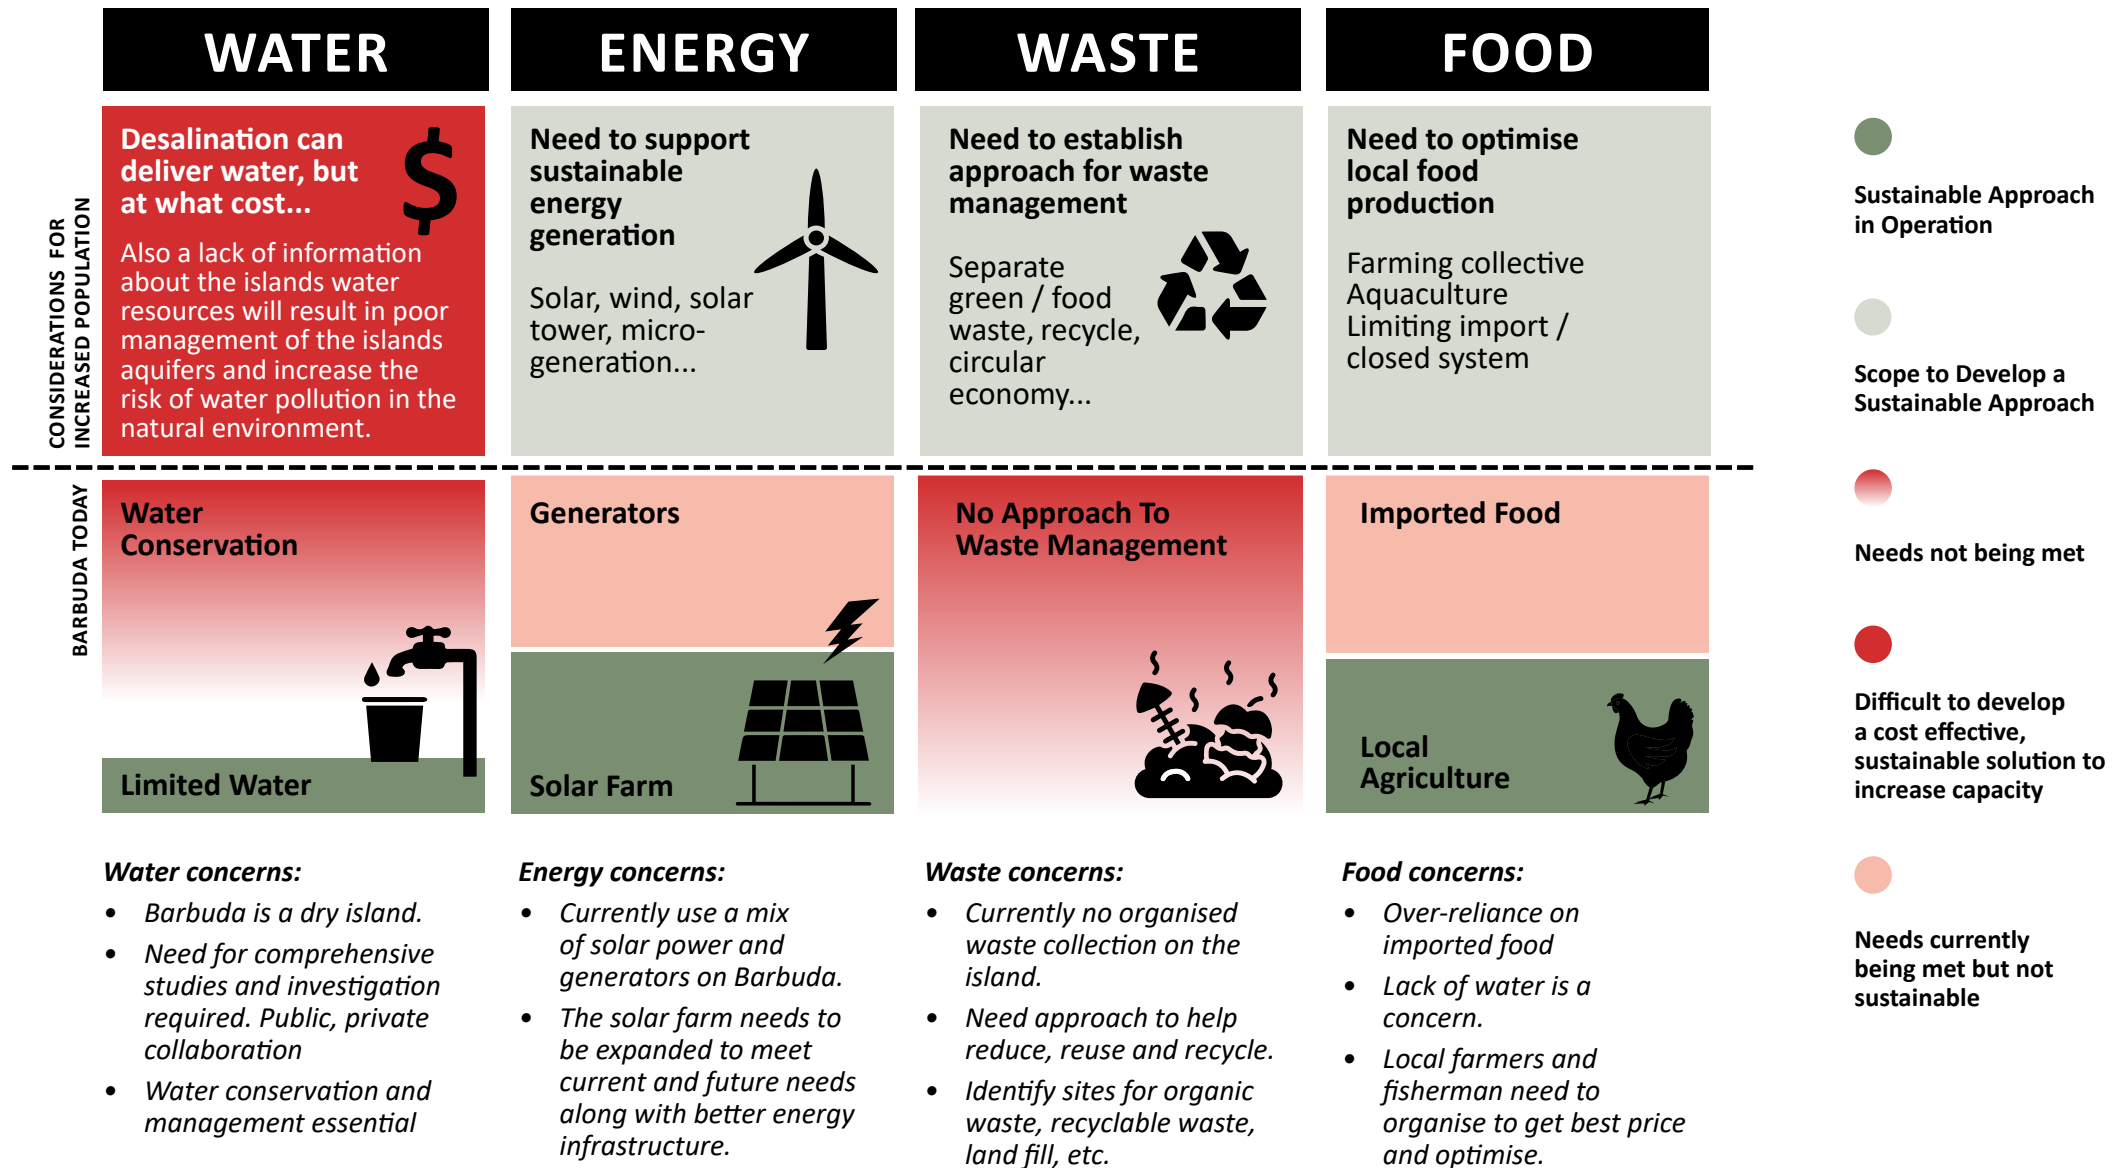 WATER
ENERGY
WASTE
FOOD
CONSIDERATIONS FOR
INCREASED POPULATION
Desalination can
deliver water, but
at what cost...
$
Also a lack of information
about the islands water
resources will result in poor
management of the islands
aquifers and increase the
risk of water pollution in the
natural environment.
Need to support
sustainable
energy
generation
Solar, wind, solar
tower, micro-
generation...
Need to establish
approach for waste
management
Separate
green / food
waste, recycle,
circular
economy...
Need to optimise
local food
production
Farming collective
Aquaculture
Limiting import /
closed system
BARBUDA TODAY
Water
Conservation
Limited Water
Generators
Solar Farm
No Approach To
Waste Management
Imported Food
Local
Agriculture
Water concerns:
• Barbuda is a dry island.
• Need for comprehensive
studies and investigation
required. Public, private
collaboration
• Water conservation and
management essential
Energy concerns:
• Currently use a mix
of solar power and
generators on Barbuda.
• The solar farm needs to
be expanded to meet
current and future needs
along with better energy
infrastructure.
Waste concerns:
• Currently no organised
waste collection on the
island.
• Need approach to help
reduce, reuse and recycle.
• Identify sites for organic
waste, recyclable waste,
land fill, etc.
Food concerns:
• Over-reliance on
imported food
• Lack of water is a
concern.
• Local farmers and
fisherman need to
organise to get best price
and optimise.
Sustainable Approach
in Operation
Scope to Develop a
Sustainable Approach
Needs not being met
Difficult to develop
a cost effective,
sustainable solution to
increase capacity
Needs currently
being met but not
sustainable